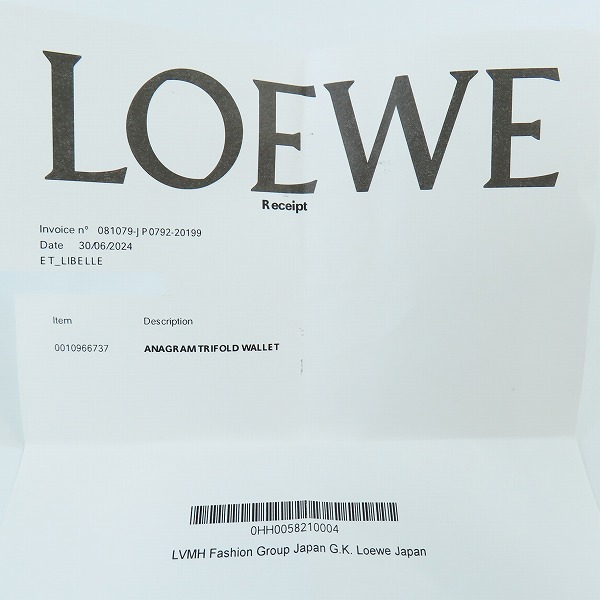 LOEWE
Receipt
Invoice n° 081079-JP0792-20199
Date 30/06/2024
ET_LIBELLE
Item Description
0010966737 ANAGRAM TRIFOLD WALLET
0HH0058210004
LVMH Fashion Group Japan G.K. Loewe Japan